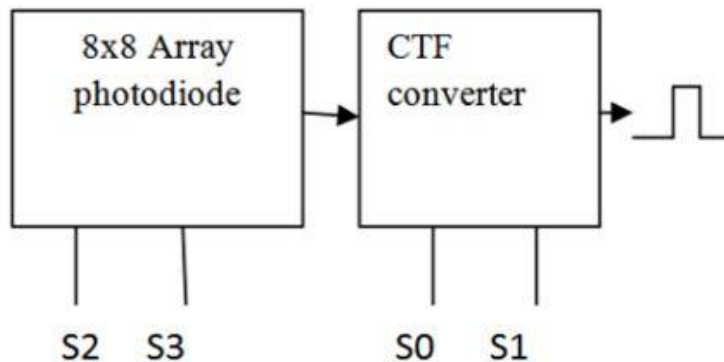 8x8 Array
photodiode
CTF
converter
S2 S3 S0 S1